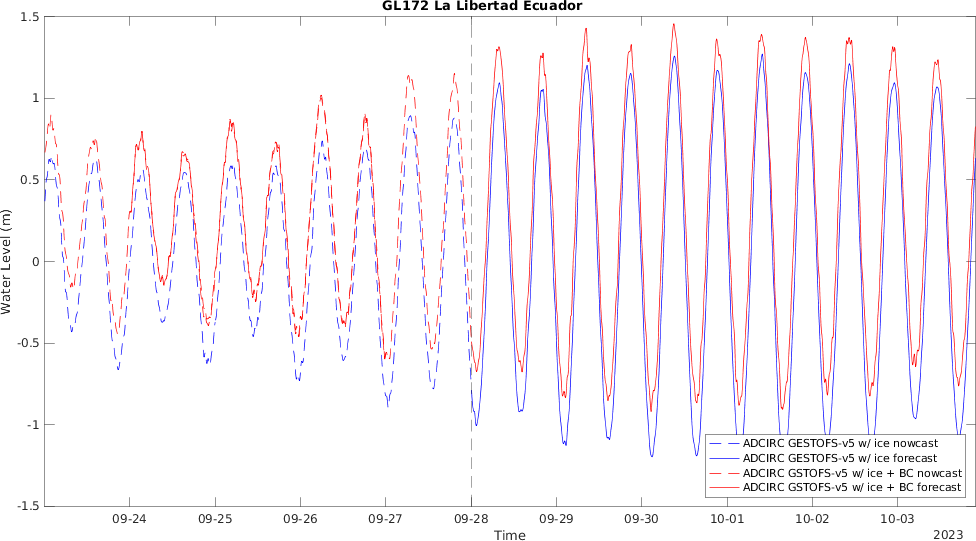 GL172 La Libertad Ecuador
1.5
1
0.5
0
-0.5
-1
-1.5
Water Level (m)
ADCIRC GESTOFS-v5 w/ ice nowcast
ADCIRC GESTOFS-v5 w/ ice forecast
ADCIRC GSTOFS-v5 w/ ice + BC nowcast
ADCIRC GSTOFS-v5 w/ ice + BC forecast
09-24 09-25 09-26 09-27 09-28 09-29 09-30 10-01 10-02 10-03
Time
2023